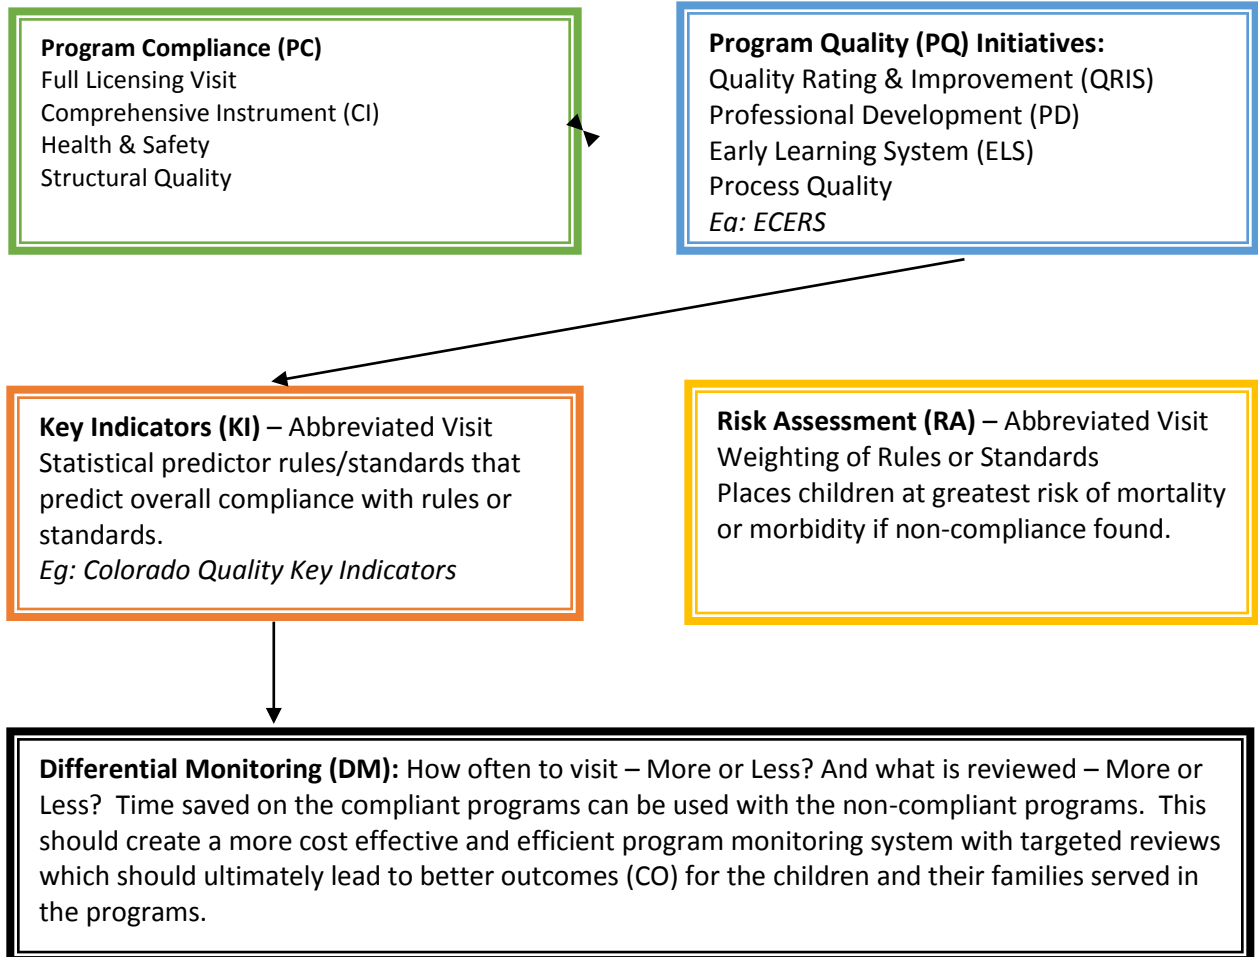 Program Compliance (PC)
Full Licensing Visit
Comprehensive Instrument (CI)
Health & Safety
Structural Quality
Program Quality (PQ) Initiatives:
Quality Rating & Improvement (QRIS)
Professional Development (PD)
Early Learning System (ELS)
Process Quality
Eg: ECERS
Key Indicators (KI) – Abbreviated Visit
Statistical predictor rules/standards that
predict overall compliance with rules or
standards.
Eg: Colorado Quality Key Indicators
Risk Assessment (RA) – Abbreviated Visit
Weighting of Rules or Standards
Places children at greatest risk of mortality
or morbidity if non-compliance found.
Differential Monitoring (DM): How often to visit – More or Less? And what is reviewed – More or
Less? Time saved on the compliant programs can be used with the non-compliant programs. This
should create a more cost effective and efficient program monitoring system with targeted reviews
which should ultimately lead to better outcomes (CO) for the children and their families served in
the programs.